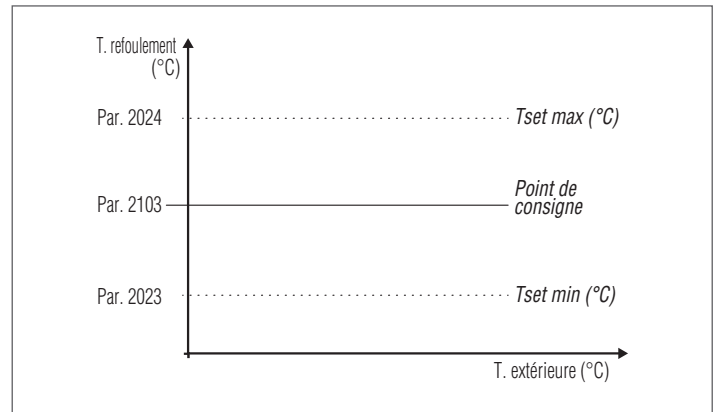 T. refoulement
(°C)
Par. 2024
Tset max (°C)
Par. 2103
Point de
consigne
Par. 2023
Tset min (°C)
T. extérieure (°C)